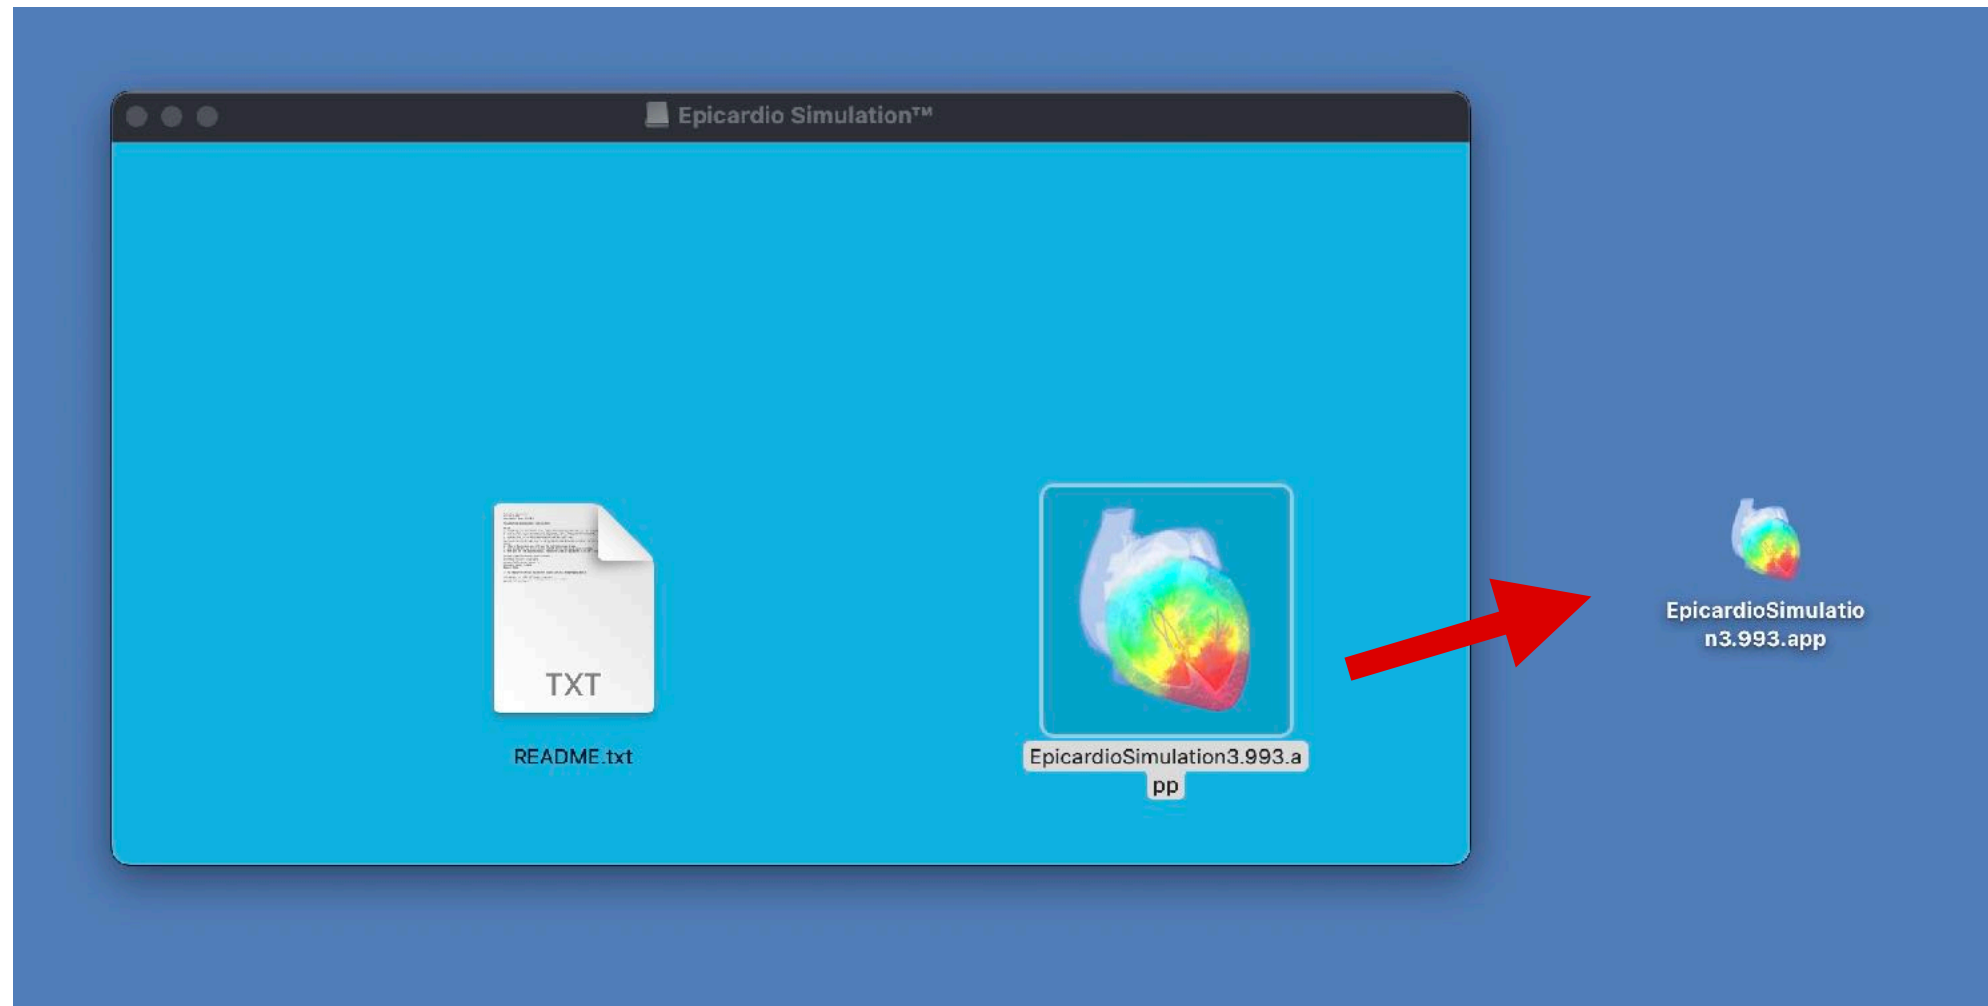 Epicardio Simulation™
TXT
README.txt
EpicardioSimulation3.993.a
pp
EpicardioSimulatio
n3.993.app